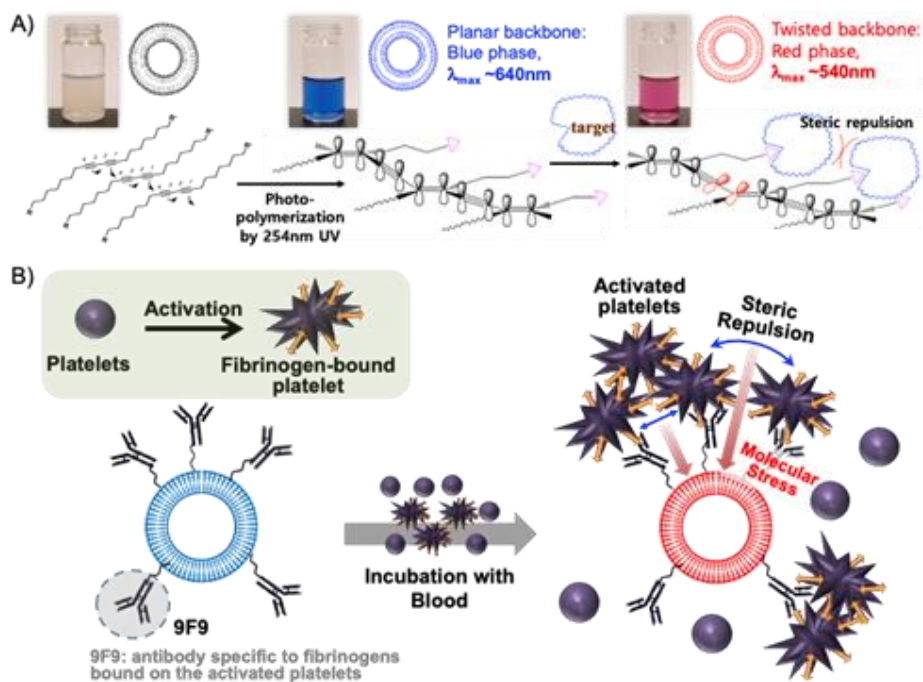 A)
Planar backbone:
Blue phase,
λmax ~640nm
Twisted backbone:
Red phase,
λmax ~540nm
target
Steric repulsion
Photo-
polymerization
by 254nm UV
B)
Activation
Platelets
Fibrinogen-bound
platelet
Activated
platelets
Steric
Repulsion
Molecular
Stress
Incubation with
Blood
9F9
9F9: antibody specific to fibrinogens
bound on the activated platelets